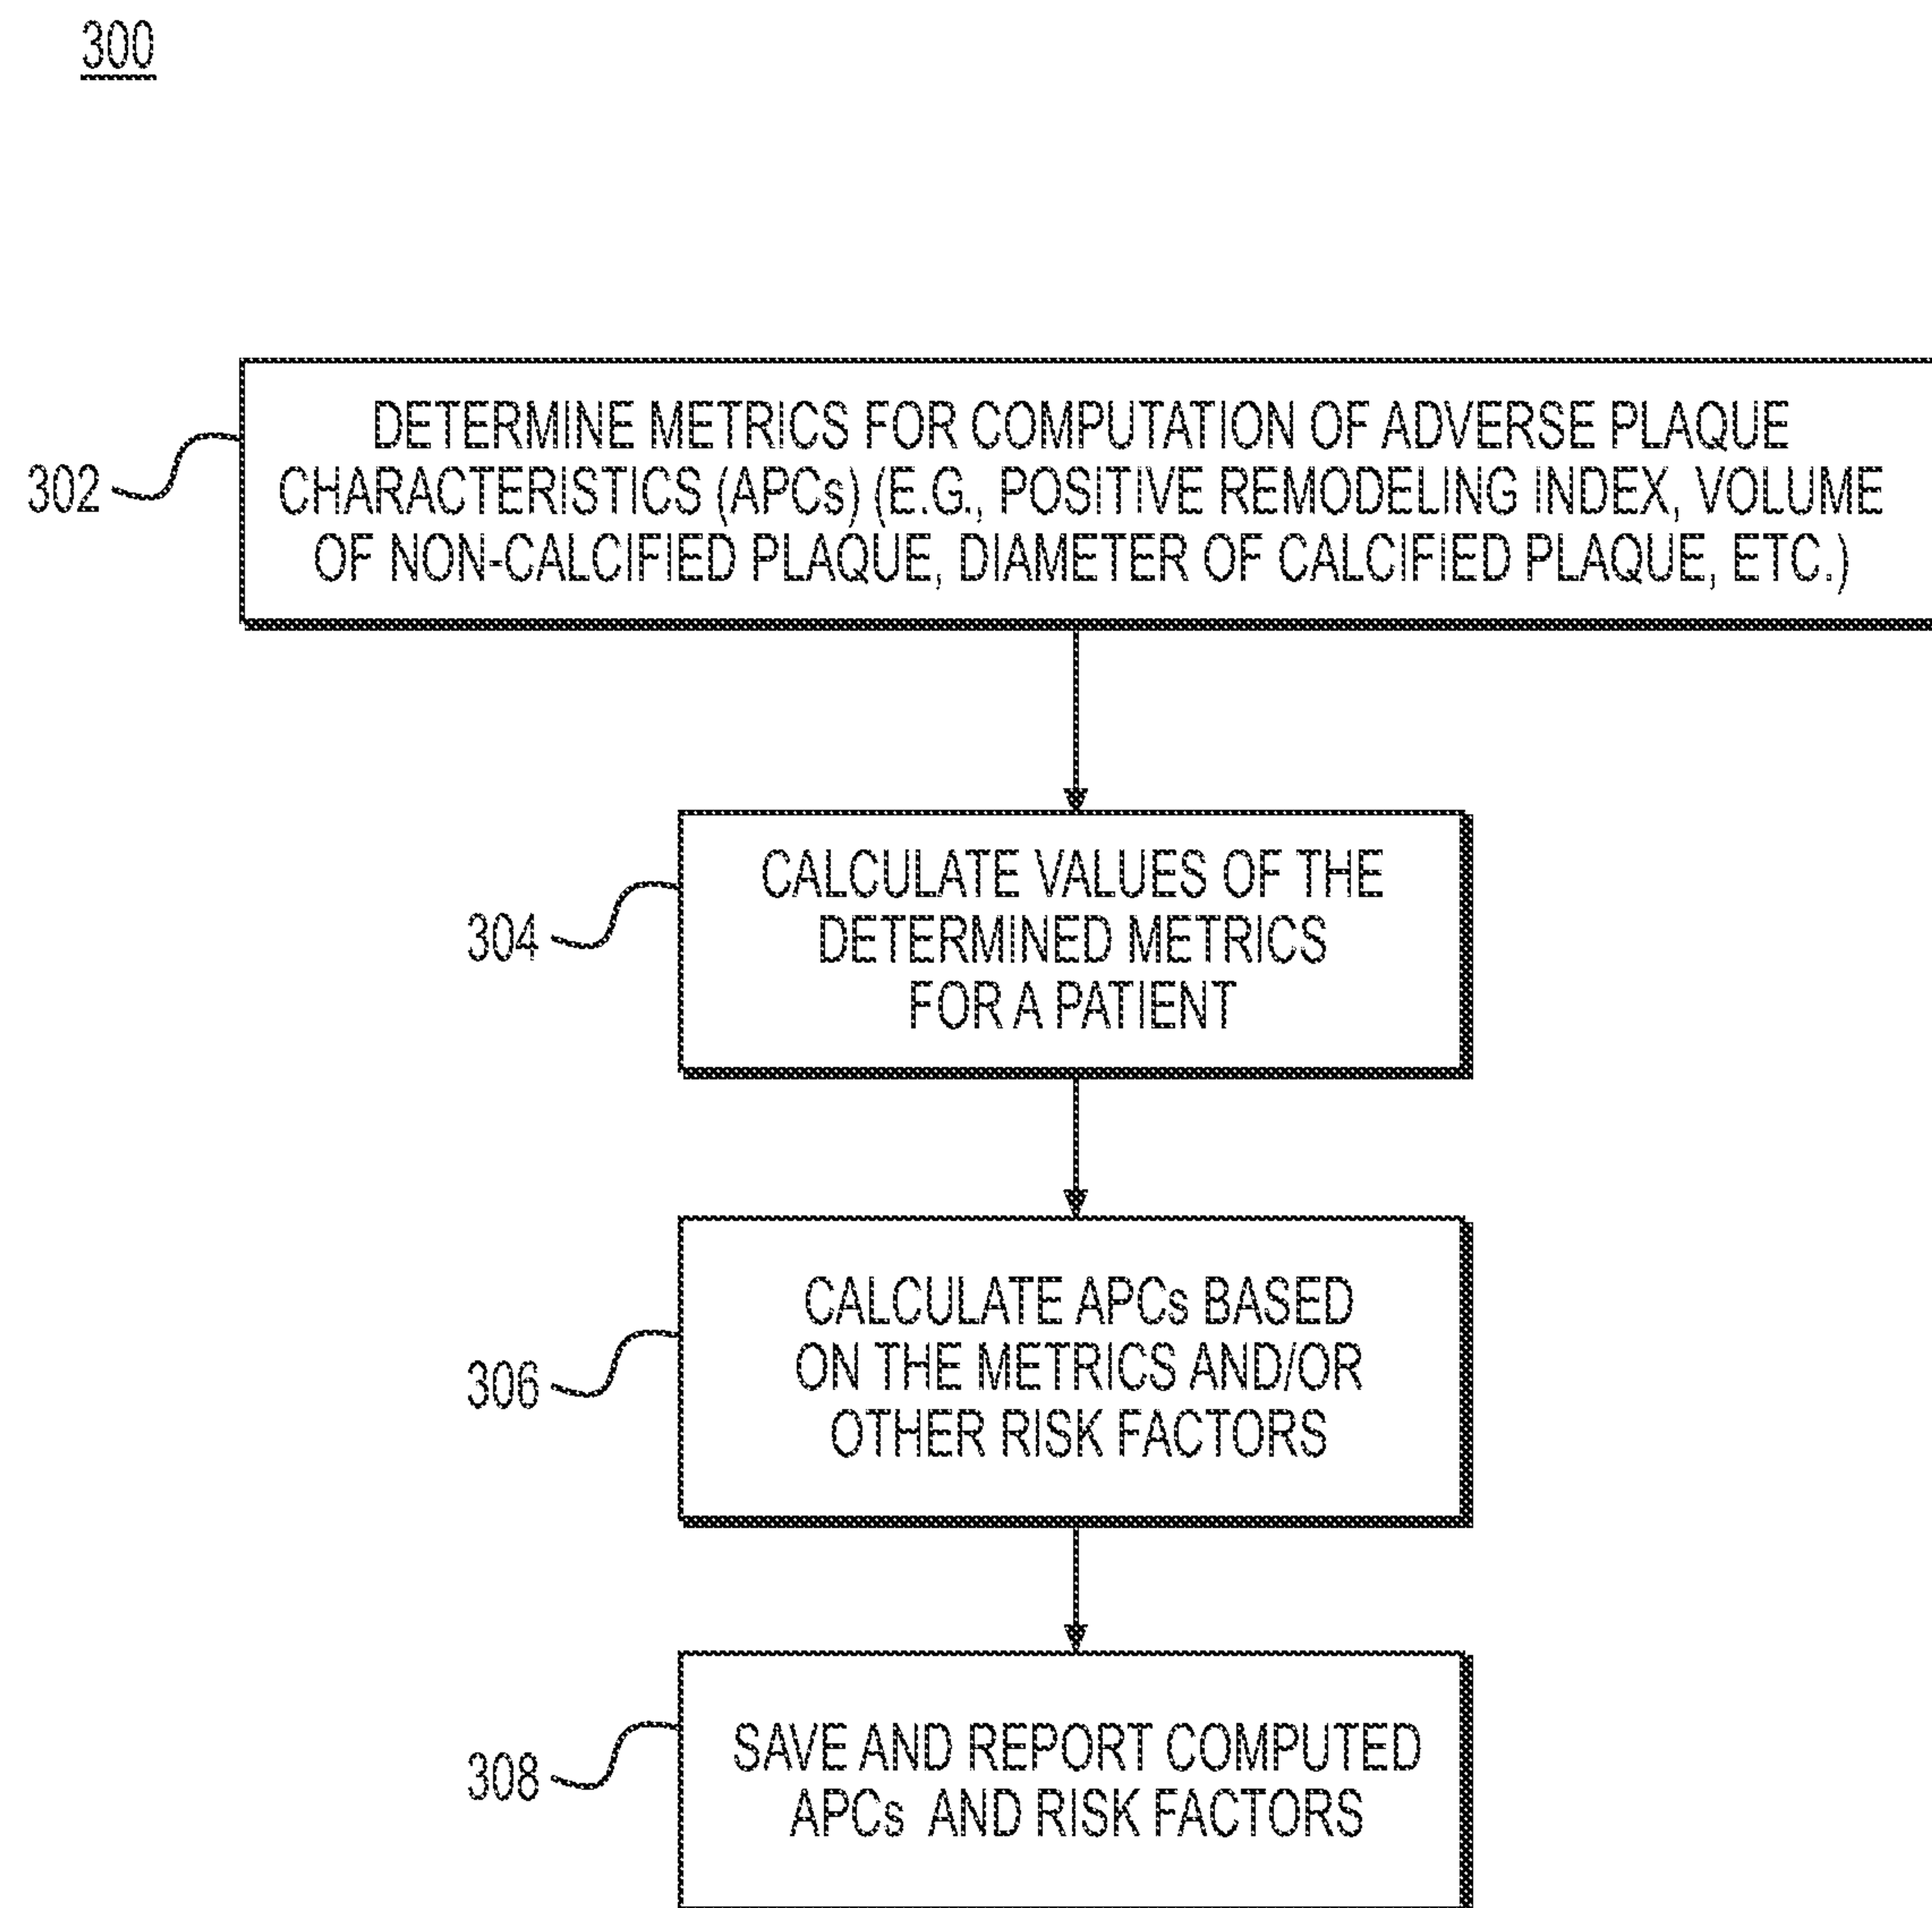 300
DETERMINE METRICS FOR COMPUTATION OF ADVERSE PLAQUE
CHARACTERISTICS (APCs) (E.G., POSITIVE REMODELING INDEX, VOLUME
OF NON-CALCIFIED PLAQUE, DIAMETER OF CALCIFIED PLAQUE, ETC.)
302
CALCULATE VALUES OF THE
DETERMINED METRICS
FOR A PATIENT
304
CALCULATE APCs BASED
ON THE METRICS AND/OR
OTHER RISK FACTORS
306
SAVE AND REPORT COMPUTED
APCs AND RISK FACTORS
308